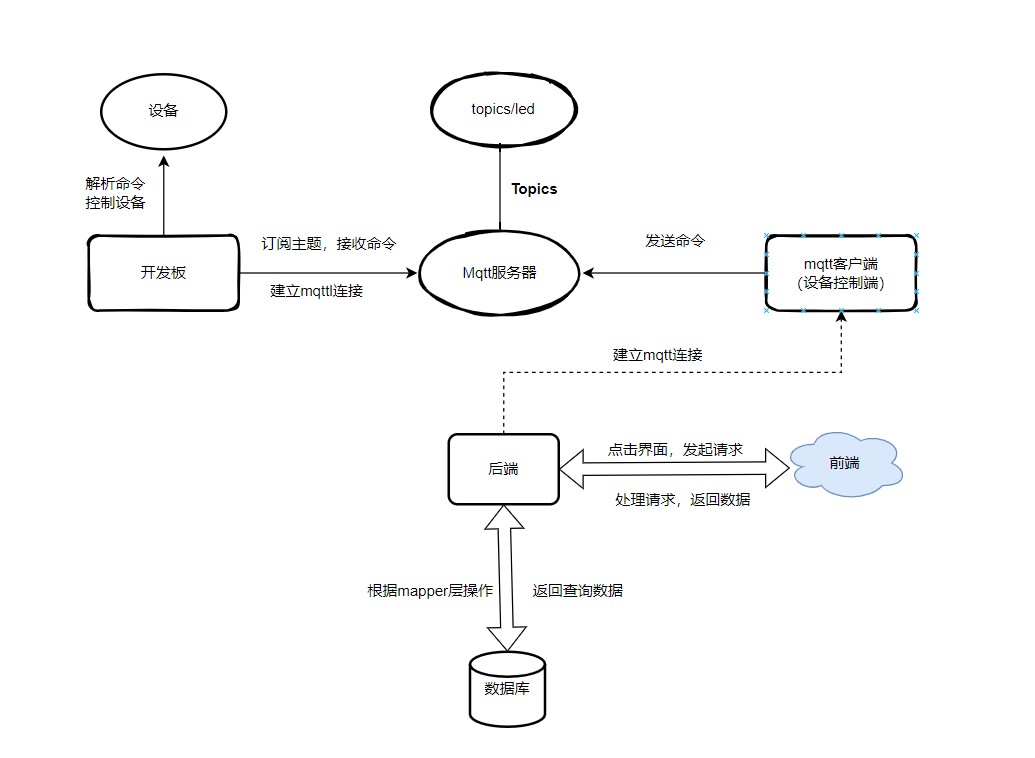 设备
topics/led
解析命令
控制设备
Topics
开发板
订阅主题，接收命令
建立mqttl连接
Mqtt服务器
发送命令
mqtt客户端
（设备控制端）
建立mqtt连接
后端
点击界面，发起请求
处理请求，返回数据
前端
根据mapper层操作
返回查询数据
数据库